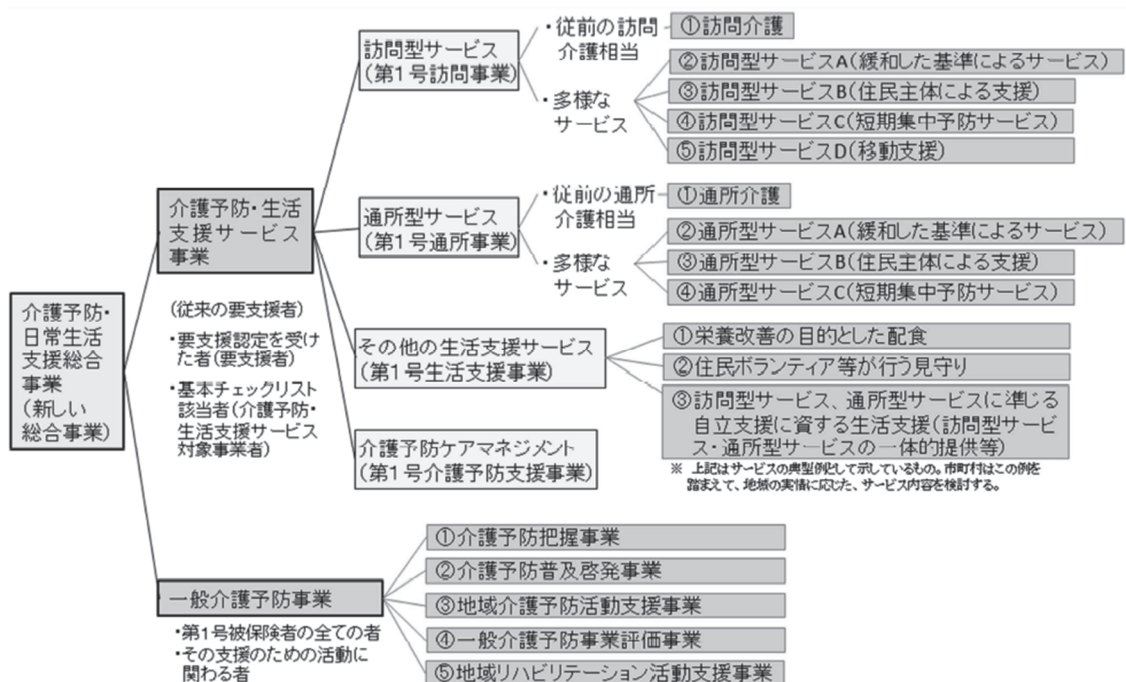 介護予防・
日常生活
支援総合
事業
(新しい
総合事業)
介護予防・生活
支援サービス
事業
(従来の要支援者)
・要支援認定を受け
た者(要支援者)
・基本チェックリスト
該当者(介護予防・
生活支援サービス
対象事業者)
訪問型サービス
(第1号訪問事業)
・従前の訪問
介護相当
①訪問介護
・多様な
サービス
②訪問型サービスA(緩和した基準によるサービス)
③訪問型サービスB(住民主体による支援)
④訪問型サービスC(短期集中予防サービス)
⑤訪問型サービスD(移動支援)
通所型サービス
(第1号通所事業)
・従前の通所
介護相当
①通所介護
・多様な
サービス
②通所型サービスA(緩和した基準によるサービス)
③通所型サービスB(住民主体による支援)
④通所型サービスC(短期集中予防サービス)
その他の生活支援サービス
(第1号生活支援事業)
①栄養改善の目的とした配食
②住民ボランティア等が行う見守り
③訪問型サービス、通所型サービスに準じる
自立支援に資する生活支援(訪問型サービ
ス・通所型サービスの一体的提供等)
※ 上記はサービスの典型例として示しているもの。市町村はこの例を
踏まえて、地域の実情に応じた、サービス内容を検討する。
介護予防ケアマネジメント
(第1号介護予防支援事業)
一般介護予防事業
・第1号被保険者の全ての者
・その支援のための活動に
関わる者
①介護予防把握事業
②介護予防普及啓発事業
③地域介護予防活動支援事業
④一般介護予防事業評価事業
⑤地域リハビリテーション活動支援事業